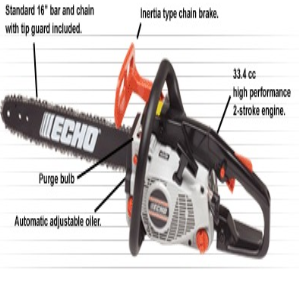 Standard 16" bar and chain
with tip guard included.
Inertia type chain brake.
33.4 cc
high performance
2-stroke engine.
ECHO
Purge bulb
ECHO
Automatic adjustable oiler.